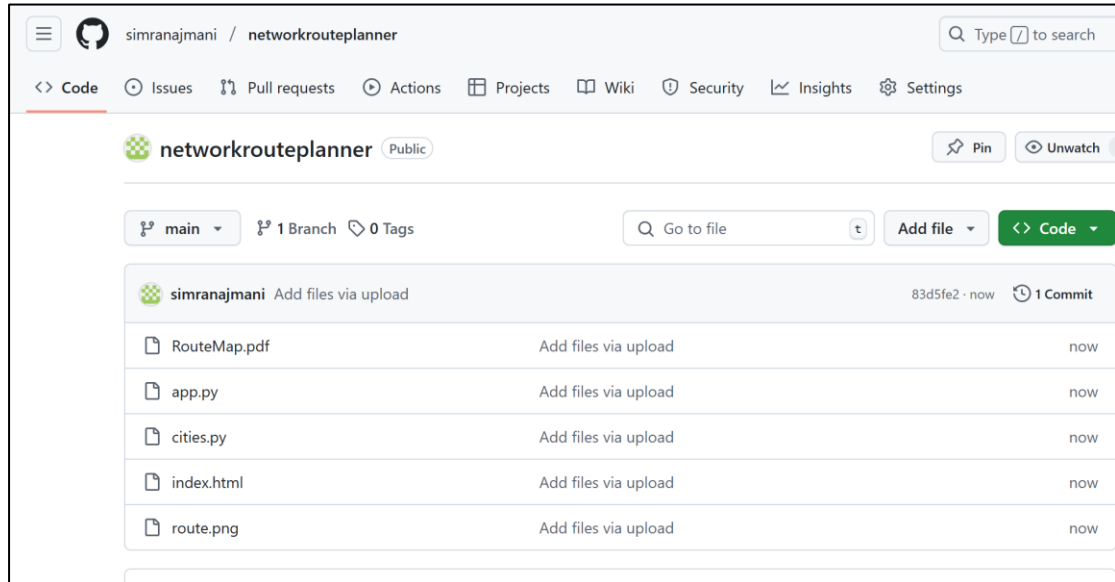 simranajmani / networkrouteplanner
Type / to search
Code Issues Pull requests Actions Projects Wiki Security Insights Settings
networkrouteplanner Public
Pin Unwatch
main 1 Branch 0 Tags
Go to file t
Add file Code
simranajmani Add files via upload 83d5fe2 · now 1 Commit
RouteMap.pdf Add files via upload now
app.py Add files via upload now
cities.py Add files via upload now
index.html Add files via upload now
route.png Add files via upload now